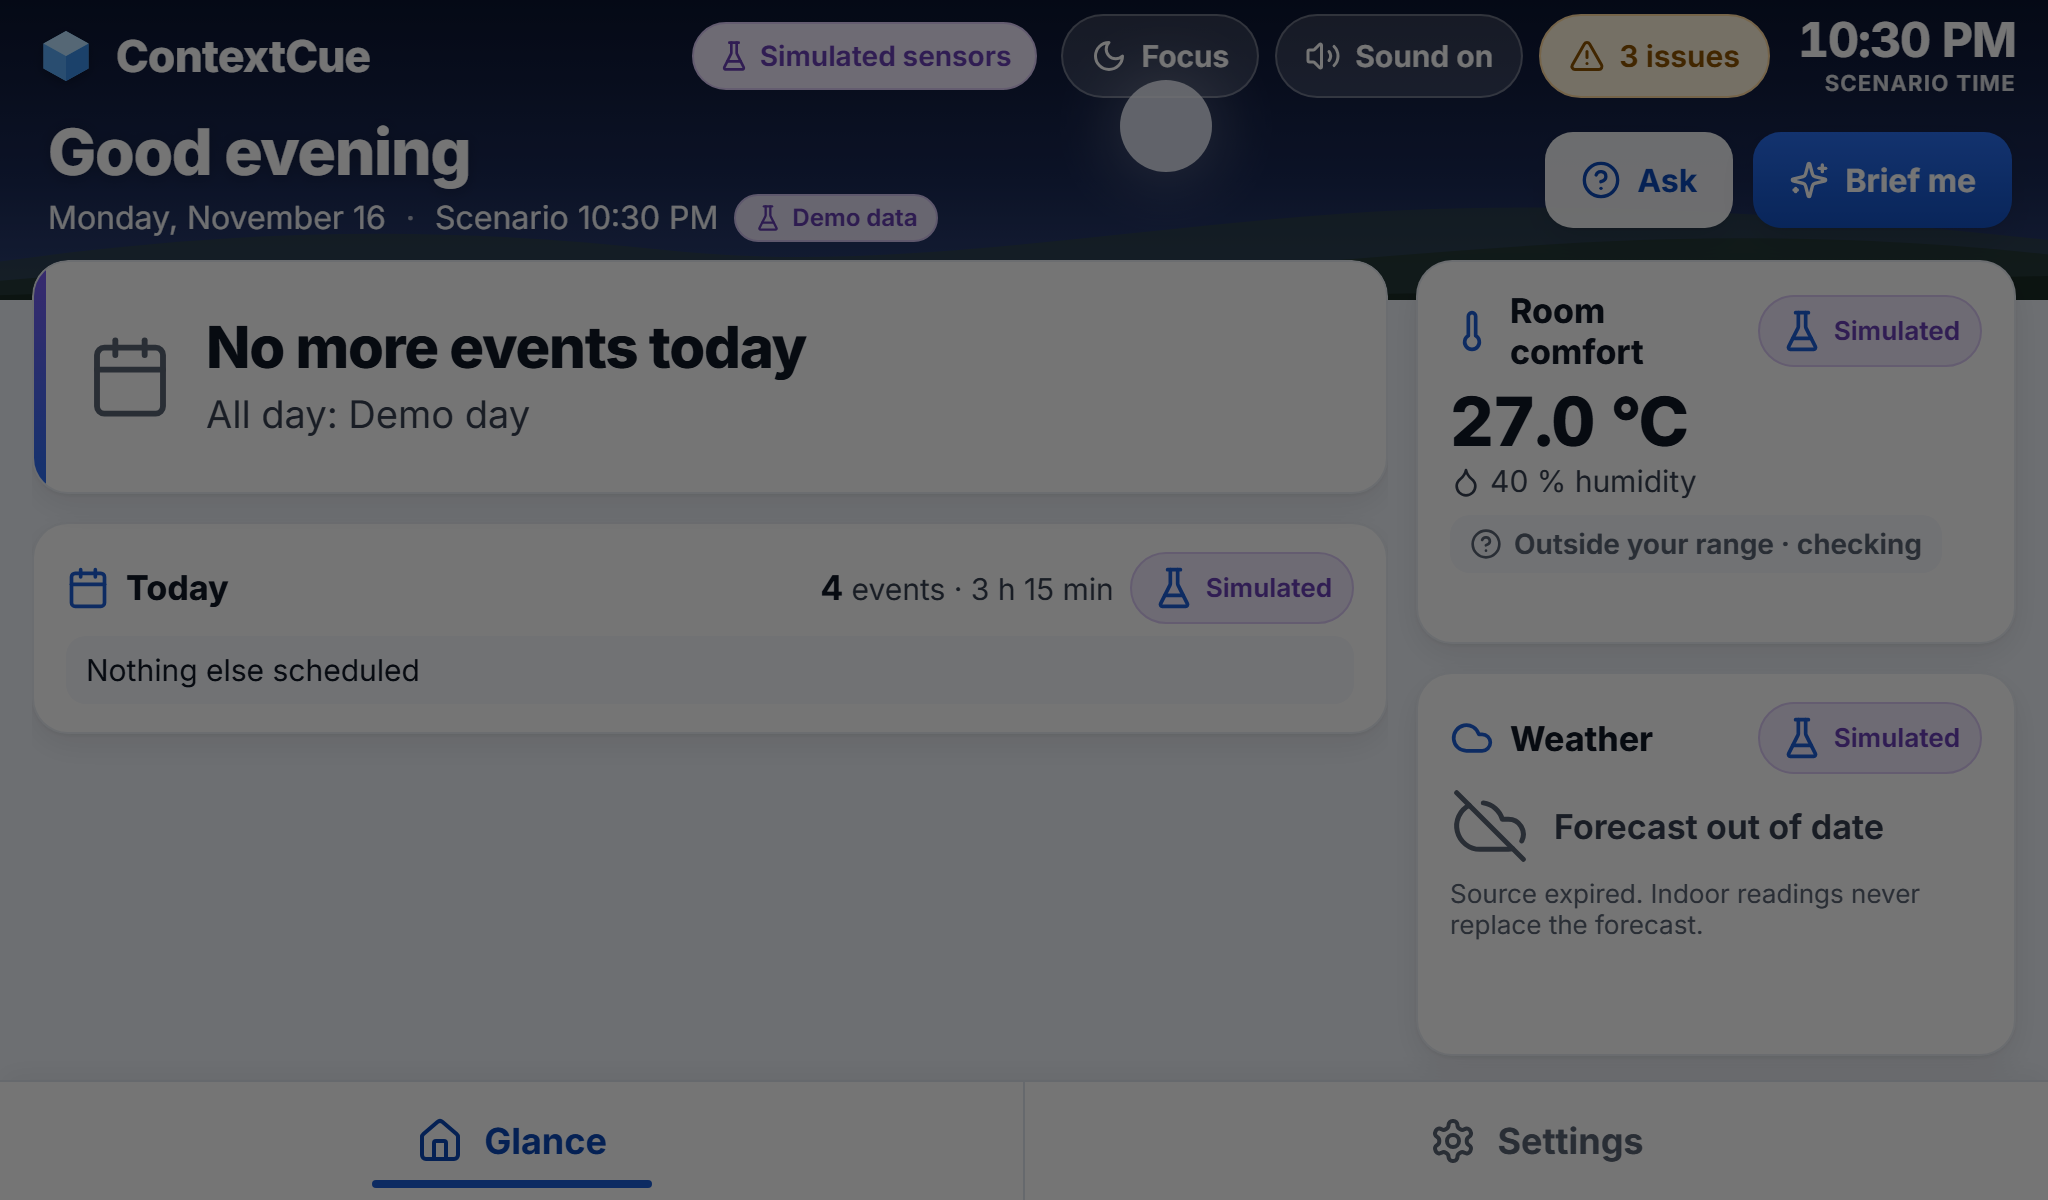 ContextCue
Simulated sensors
Focus
Sound on
3 issues
10:30 PM
SCENARIO TIME
Good evening
Monday, November 16 · Scenario 10:30 PM
Demo data
Ask
Brief me
No more events today
All day: Demo day
Today
4 events · 3 h 15 min
Simulated
Nothing else scheduled
Room
comfort
Simulated
27.0 °C
40 % humidity
Outside your range · checking
Weather
Simulated
Forecast out of date
Source expired. Indoor readings never
replace the forecast.
Glance
Settings